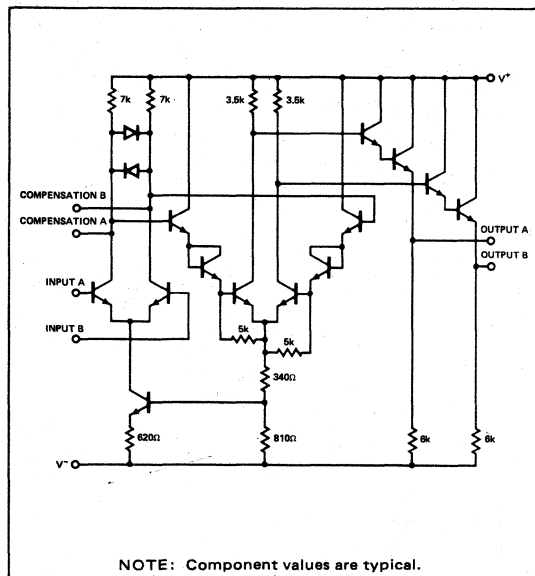 V+
7k 7k 3.5k 3.5k
COMPENSATION B
COMPENSATION A
OUTPUT A
OUTPUT B
INPUT A
INPUT B
5k 5k
340Ω
620Ω 810Ω 6k 6k
V-
NOTE: Component values are typical.